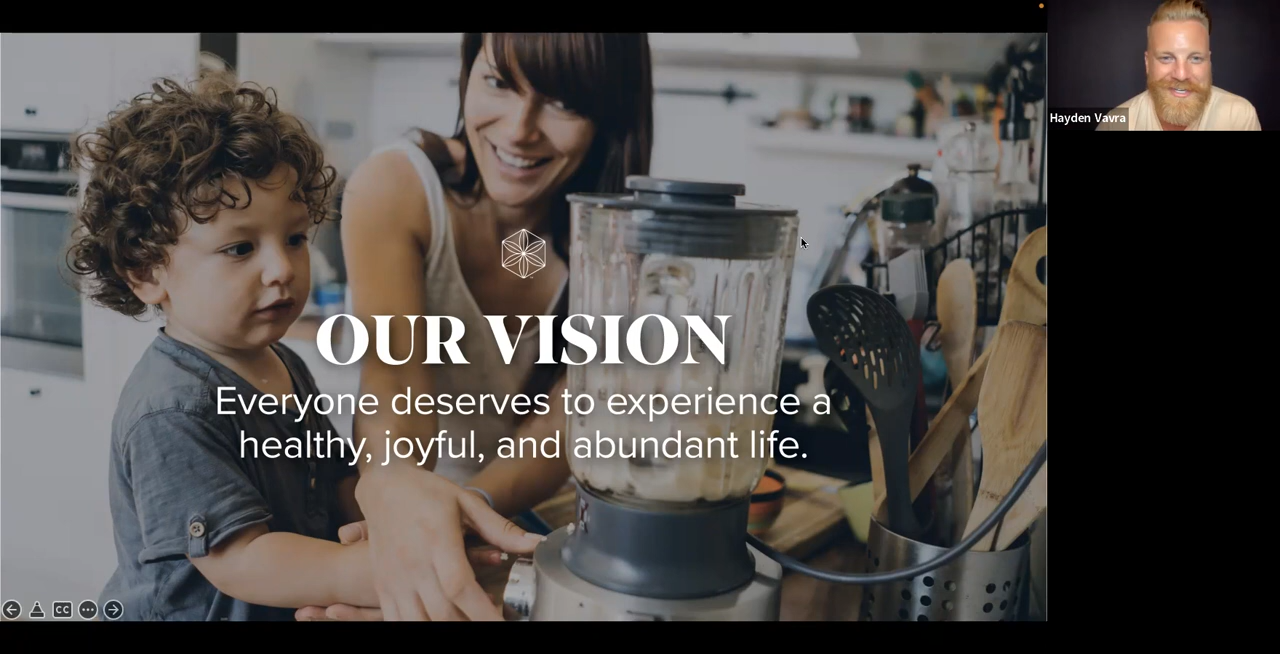 Hayden Vavra
OUR VISION
Everyone deserves to experience a
healthy, joyful, and abundant life.
CC